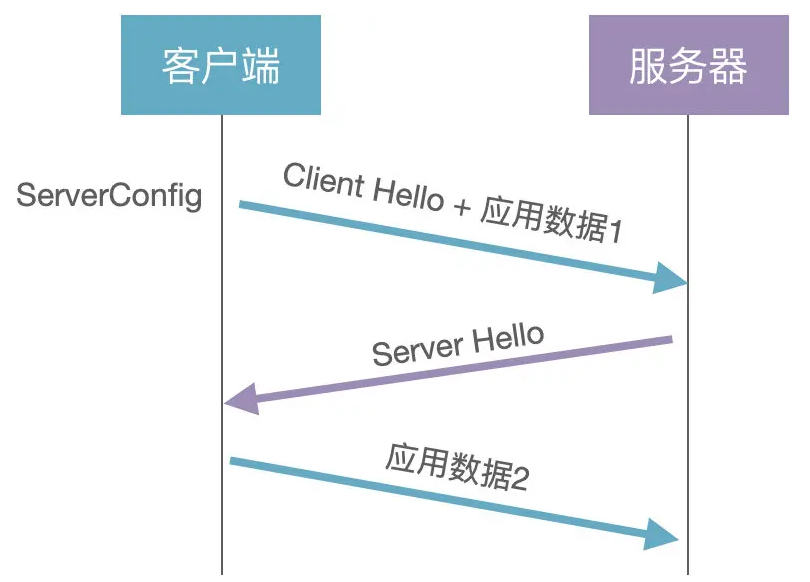 客户端
服务器
ServerConfig
Client Hello + 应用数据1
Server Hello
应用数据2